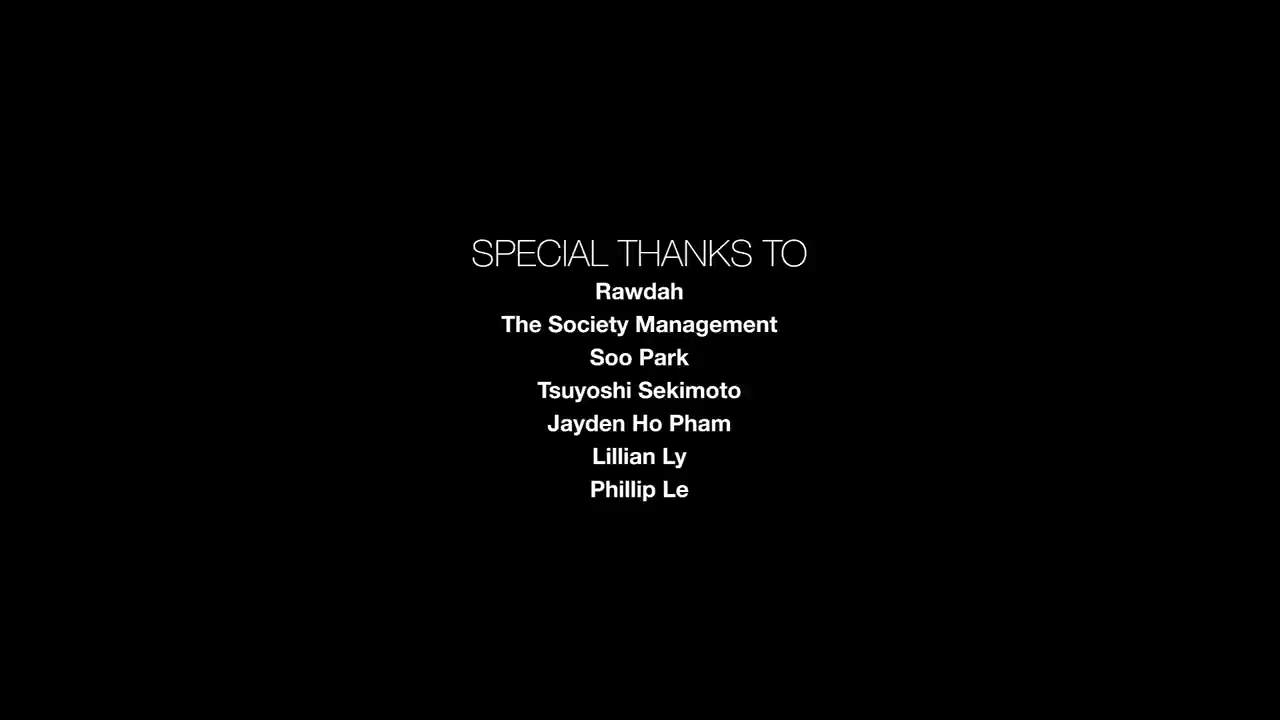 SPECIAL THANKS TO
Rawdah
The Society Management
Soo Park
Tsuyoshi Sekimoto
Jayden Ho Pham
Lillian Ly
Phillip Le